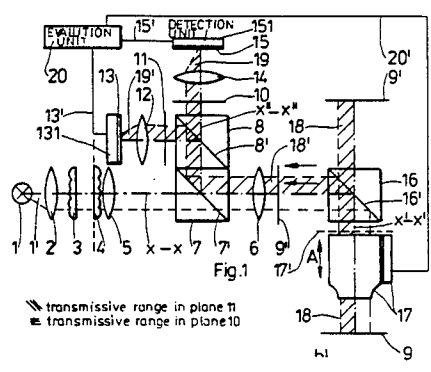 EVALUATION
UNIT
20
15'
DETECTION
UNIT
151
15
20'
9'
11
19
13
19'
12
14
10
x"-x"
18
13'
131
8
8'
18'
16
16'
x'-x'
1
1'
2
3
4
5
x-x
7
7'
6
9'
17'
A
17
Fig.1
transmissive range in plane 11
transmissive range in plane 10
18
9
b)